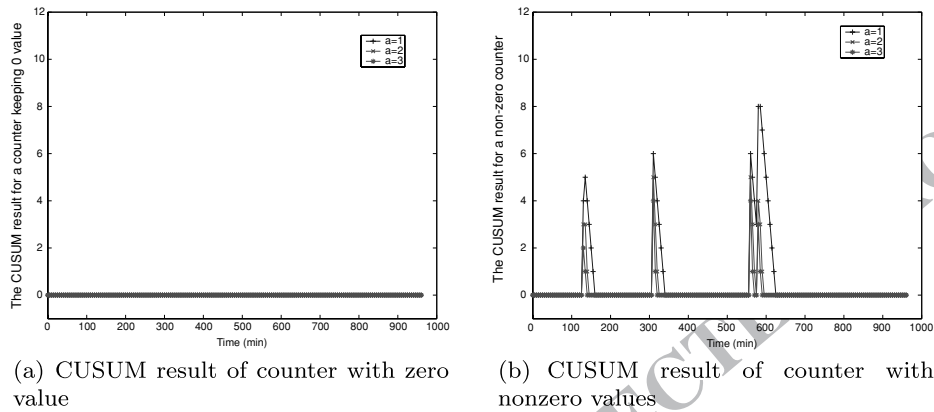 The CUSUM result for a counter keeping 0 value
12
10
8
6
4
2
0
a=1
a=2
a=3
0 100 200 300 400 500 600 700 800 900 1000
Time (min)
(a) CUSUM result of counter with zero
value
The CUSUM result for a non-zero counter
12
10
8
6
4
2
0
a=1
a=2
a=3
0 100 200 300 400 500 600 700 800 900 1000
Time (min)
(b) CUSUM result of counter with
nonzero values